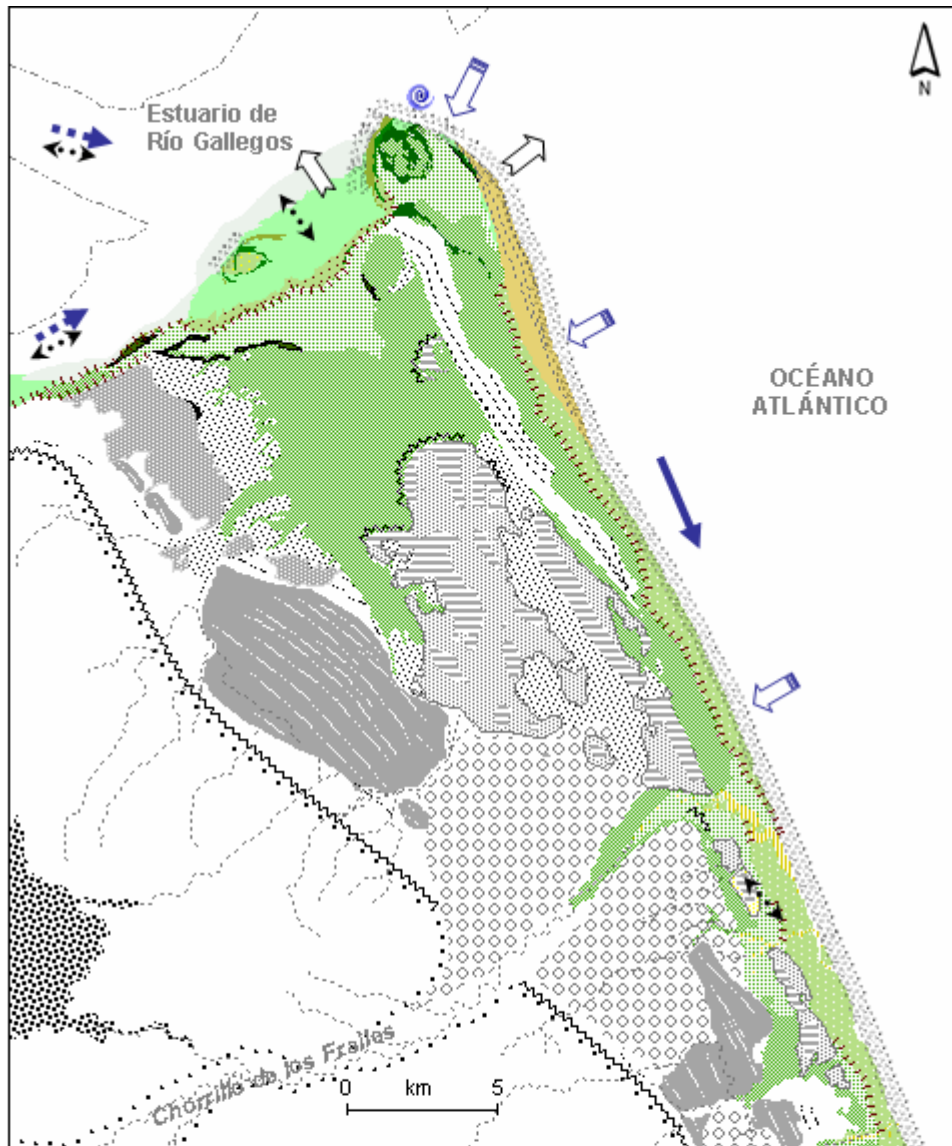 N
Estuario de
Río Gallegos
OCÉANO
ATLÁNTICO
Chorrillo de los Frailes
0 km 5